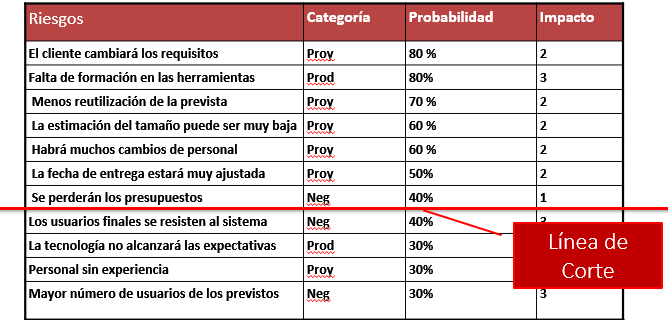 Riesgos Categoría Probabilidad Impacto
El cliente cambiará los requisitos Proy 80 % 2
Falta de formación en las herramientas Prod 80% 3
Menos reutilización de la prevista Proy 70 % 2
La estimación del tamaño puede ser muy baja Proy 60 % 2
Habrá muchos cambios de personal Proy 60 % 2
La fecha de entrega estará muy ajustada Proy 50% 2
Se perderán los presupuestos Neg 40% 1
Los usuarios finales se resisten al sistema Neg 40%
La tecnología no alcanzará las expectativas Prod 30%
Personal sin experiencia Proy 30%
Mayor número de usuarios de los previstos Neg 30% 3
Línea de
Corte